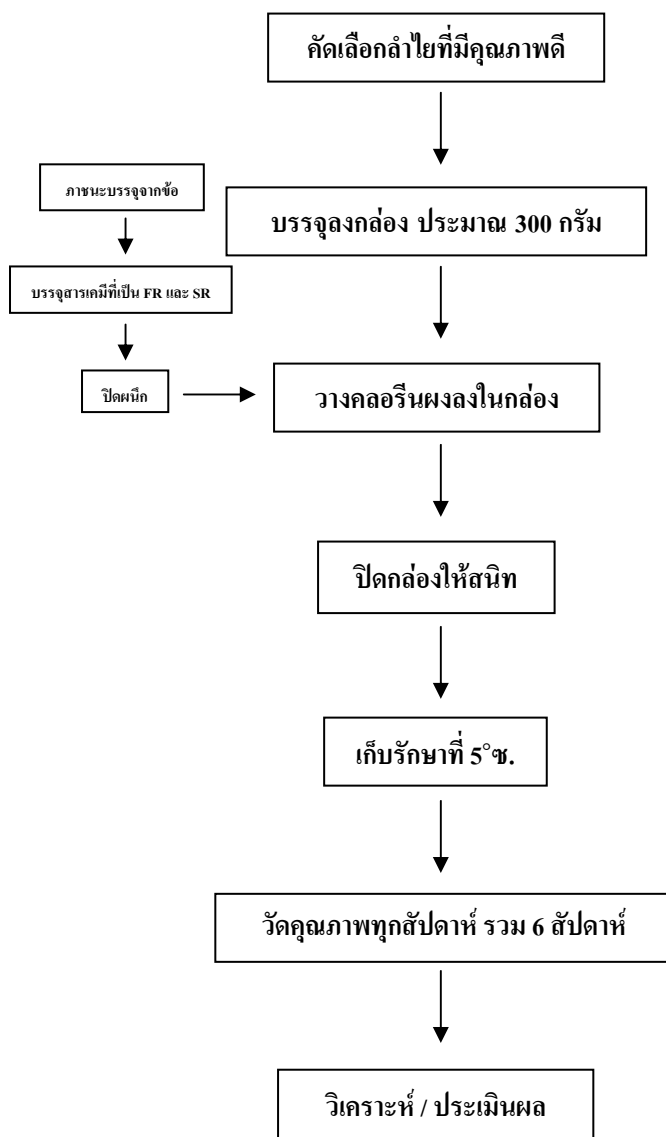 คัดเลือกลำไยที่มีคุณภาพดี
ภาชนะบรรจุจากข้อ
บรรจุลงกล่อง ประมาณ 300 กรัม
บรรจุสารเคมีที่เป็น FR และ SR
ปิดผนึก
วางคลอรีนผงลงในกล่อง
ปิดกล่องให้สนิท
เก็บรักษาที่ 5°ซ.
วัดคุณภาพทุกสัปดาห์ รวม 6 สัปดาห์
วิเคราะห์ / ประเมินผล